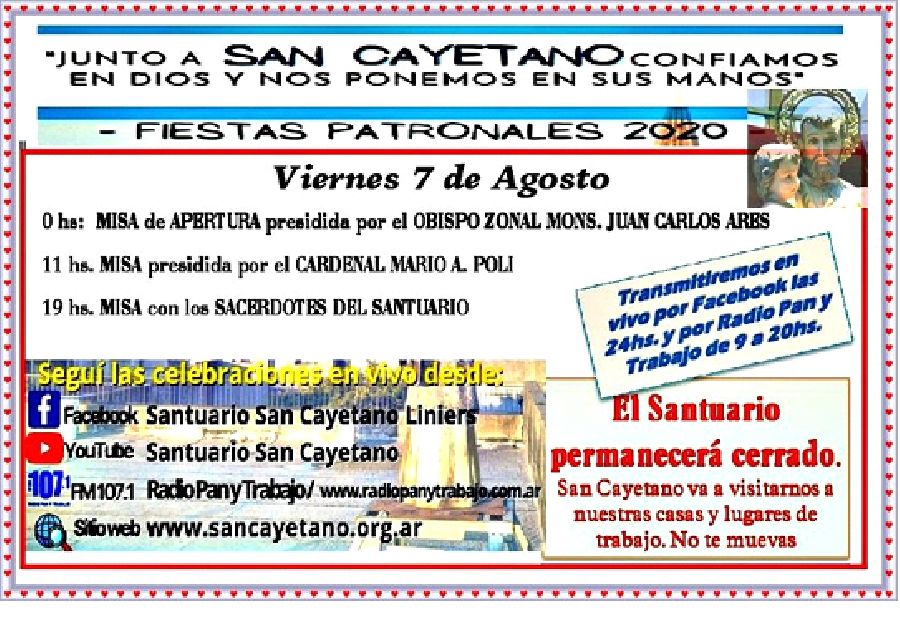 "JUNTO A SAN CAYETANO CONFIAMOS
EN DIOS Y NOS PONEMOS EN SUS MANOS"
- FIESTAS PATRONALES 2020
Viernes 7 de Agosto
0 hs: MISA de APERTURA presidida por el OBISPO ZONAL MONS. JUAN CARLOS ARES
11 hs. MISA presidida por el CARDENAL MARIO A. POLI
19 hs. MISA con los SACERDOTES DEL SANTUARIO
Transmitiremos en
vivo por Facebook las
24hs. y por Radio Pan y
Trabajo de 9 a 20hs.
Seguí las celebraciones en vivo desde:
Facebook Santuario San Cayetano Liniers
YouTube Santuario San Cayetano
107.1 FM 107.1 Radio Pan y Trabajo/ www.radiopanytrabajo.com.ar
Sitio web www.sancayetano.org.ar
El Santuario
permanecerá cerrado.
San Cayetano va a visitarnos a
nuestras casas y lugares de
trabajo. No te muevas